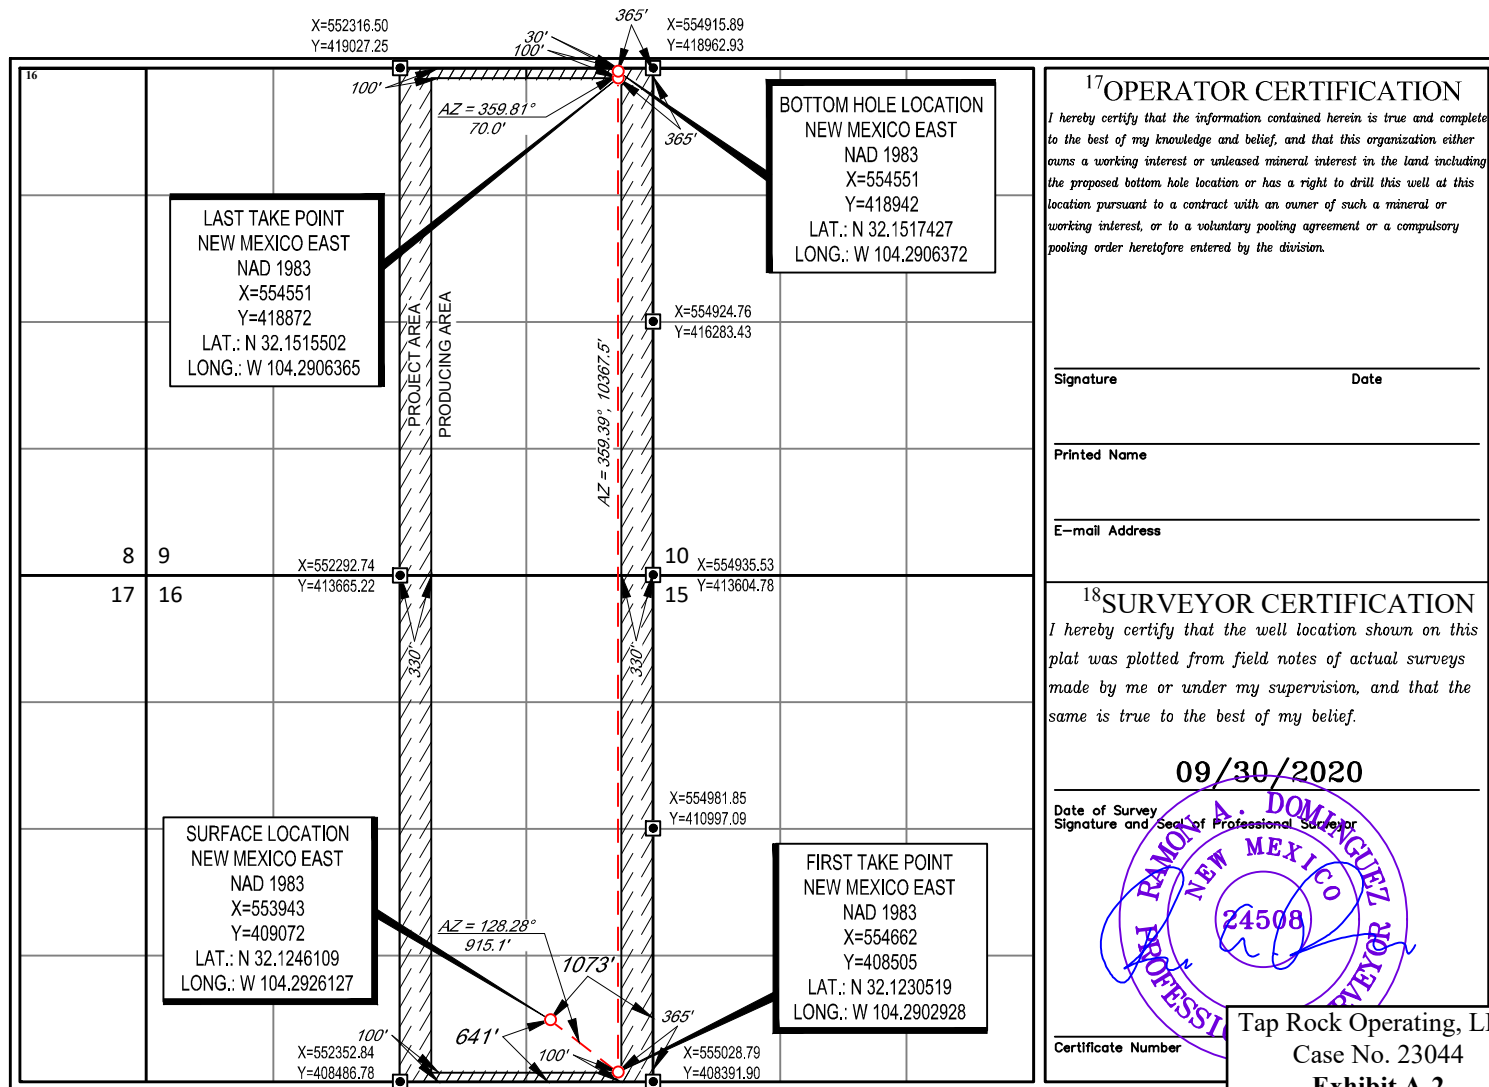 X=552316.50
Y=419027.25
365'
X=554915.89
Y=418962.93
30'
100'
16
100'
AZ = 359.81°
70.0'
365'
BOTTOM HOLE LOCATION
NEW MEXICO EAST
NAD 1983
X=554551
Y=418942
LAT.: N 32.1517427
LONG.: W 104.2906372
LAST TAKE POINT
NEW MEXICO EAST
NAD 1983
X=554551
Y=418872
LAT.: N 32.1515502
LONG.: W 104.2906365
PROJECT AREA
PRODUCING AREA
X=554924.76
Y=416283.43
AZ = 359.39°, 10367.5'
8
9
X=552292.74
Y=413665.22
10
X=554935.53
Y=413604.78
17
16
15
330'
330'
X=554981.85
Y=410997.09
SURFACE LOCATION
NEW MEXICO EAST
NAD 1983
X=553943
Y=409072
LAT.: N 32.1246109
LONG.: W 104.2926127
AZ = 128.28°
915.1'
1073'
641'
FIRST TAKE POINT
NEW MEXICO EAST
NAD 1983
X=554662
Y=408505
LAT.: N 32.1230519
LONG.: W 104.2902928
365'
100'
100'
X=552352.84
Y=408486.78
X=555028.79
Y=408391.90
17OPERATOR CERTIFICATION
I hereby certify that the information contained herein is true and complete
to the best of my knowledge and belief, and that this organization either
owns a working interest or unleased mineral interest in the land including
the proposed bottom hole location or has a right to drill this well at this
location pursuant to a contract with an owner of such a mineral or
working interest, or to a voluntary pooling agreement or a compulsory
pooling order heretofore entered by the division.
Signature Date
Printed Name
E-mail Address
18SURVEYOR CERTIFICATION
I hereby certify that the well location shown on this
plat was plotted from field notes of actual surveys
made by me or under my supervision, and that the
same is true to the best of my belief.
09/30/2020
Date of Survey
Signature and Seal of Professional Surveyor
RAMON A. DOMINGUEZ
NEW MEXICO
24508
Certificate Number
Tap Rock Operating,
Case No. 23044
Exhibit A-2